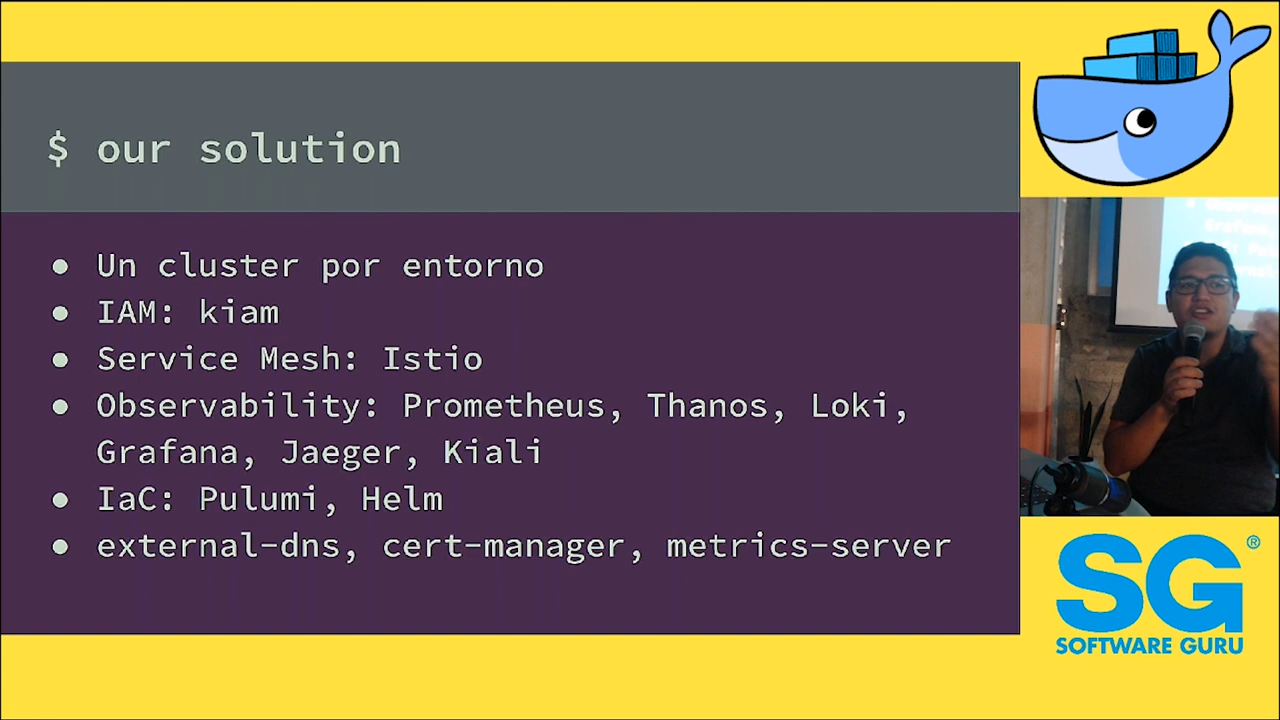 $ our solution
● Un cluster por entorno
● IAM: kiam
● Service Mesh: Istio
● Observability: Prometheus, Thanos, Loki,
Grafana, Jaeger, Kiali
● IaC: Pulumi, Helm
● external-dns, cert-manager, metrics-server
SG®
SOFTWARE GURU